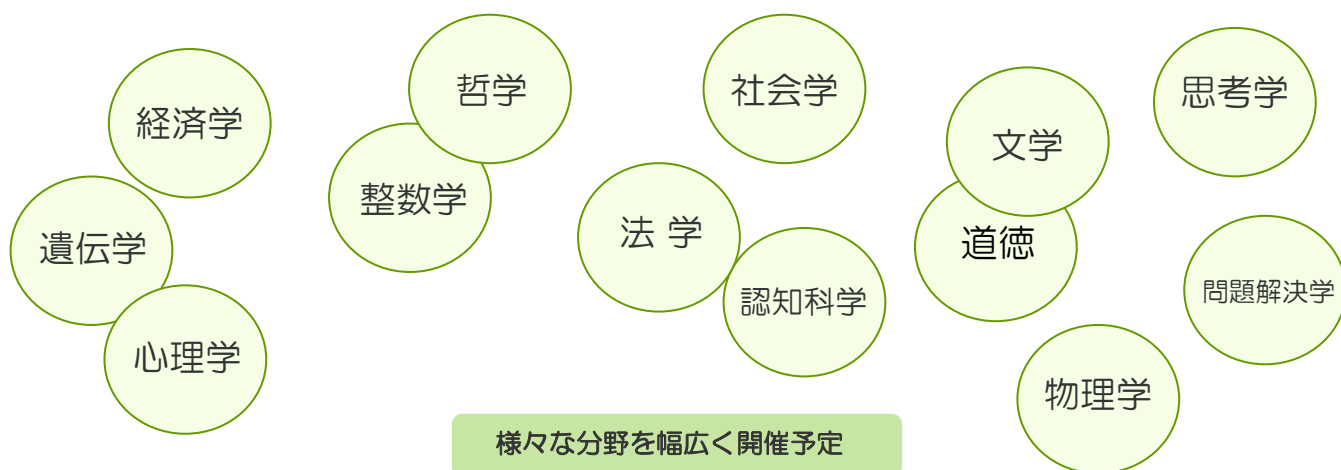 経済学
遺伝学
心理学
哲学
整数学
社会学
法 学
認知科学
文学
道徳
思考学
問題解決学
物理学
様々な分野を幅広く開催予定